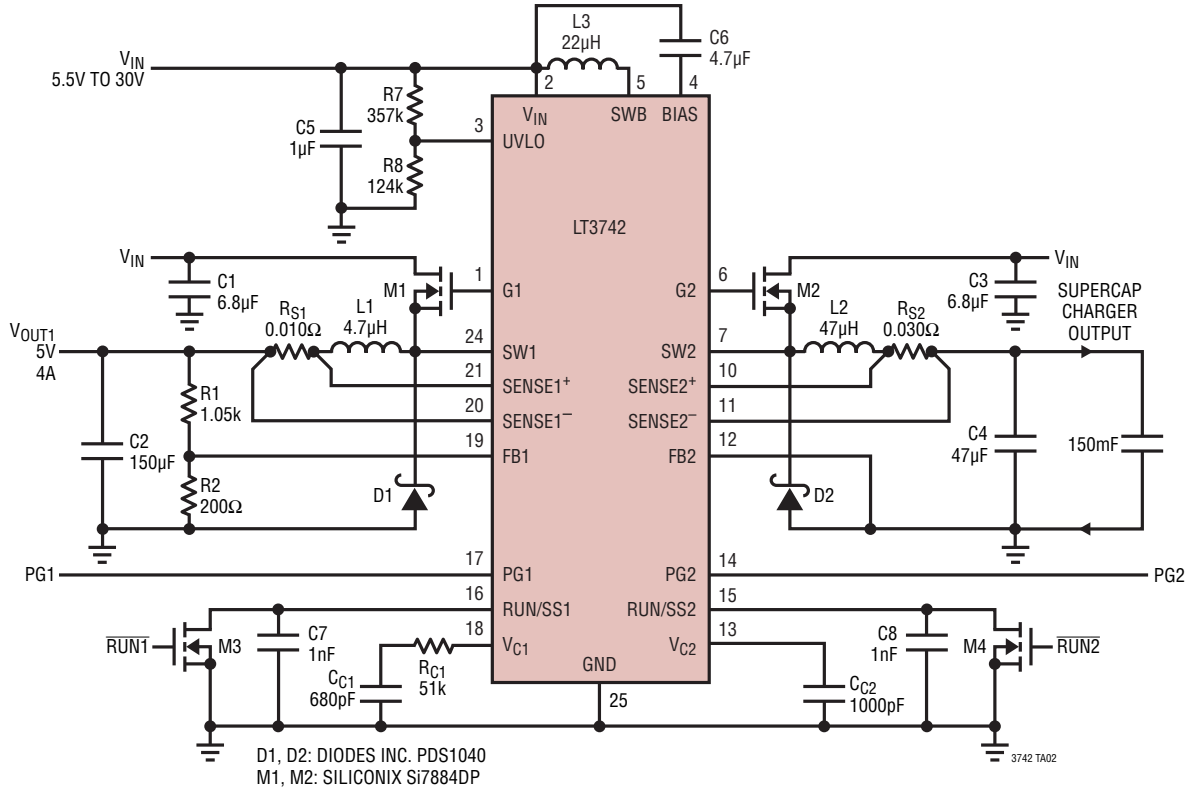 L3
22µH
C6
4.7µF
VIN
5.5V TO 30V
2
5
4
R7
357k
VIN
SWB
BIAS
3
UVLO
C5
1µF
R8
124k
LT3742
VIN
C1
6.8µF
M1
1
G1
6
G2
M2
VIN
C3
6.8µF
SUPERCAP
CHARGER
OUTPUT
VOUT1
5V
4A
RS1
0.010Ω
L1
4.7µH
24
SW1
7
SW2
L2
47µH
RS2
0.030Ω
21
SENSE1+
10
SENSE2+
R1
1.05k
20
SENSE1–
11
SENSE2–
C2
150µF
19
FB1
12
FB2
C4
47µF
150mF
R2
200Ω
D1
D2
PG1
17
PG1
14
PG2
PG2
16
RUN/SS1
15
RUN/SS2
R̅U̅N̅1̅
M3
C7
1nF
18
VC1
13
VC2
C8
1nF
M4
R̅U̅N̅2̅
RC1
51k
CC1
680pF
GND
25
CC2
1000pF
D1, D2: DIODES INC. PDS1040
M1, M2: SILICONIX Si7884DP
3742 TA02